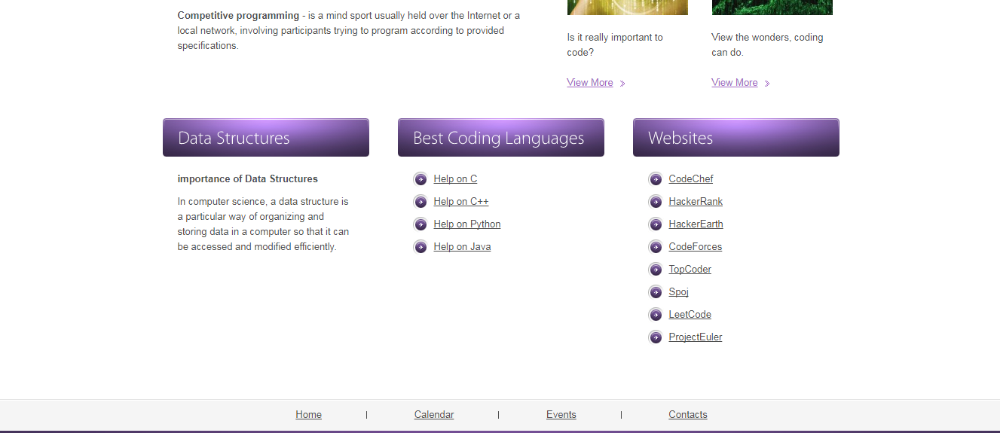 Competitive programming - is a mind sport usually held over the Internet or a
local network, involving participants trying to program according to provided
specifications.
Is it really important to
code?
View More
View the wonders, coding
can do.
View More
Data Structures
importance of Data Structures
In computer science, a data structure is
a particular way of organizing and
storing data in a computer so that it can
be accessed and modified efficiently.
Best Coding Languages
Help on C
Help on C++
Help on Python
Help on Java
Websites
CodeChef
HackerRank
HackerEarth
CodeForces
TopCoder
Spoj
LeetCode
ProjectEuler
Home | Calendar | Events | Contacts